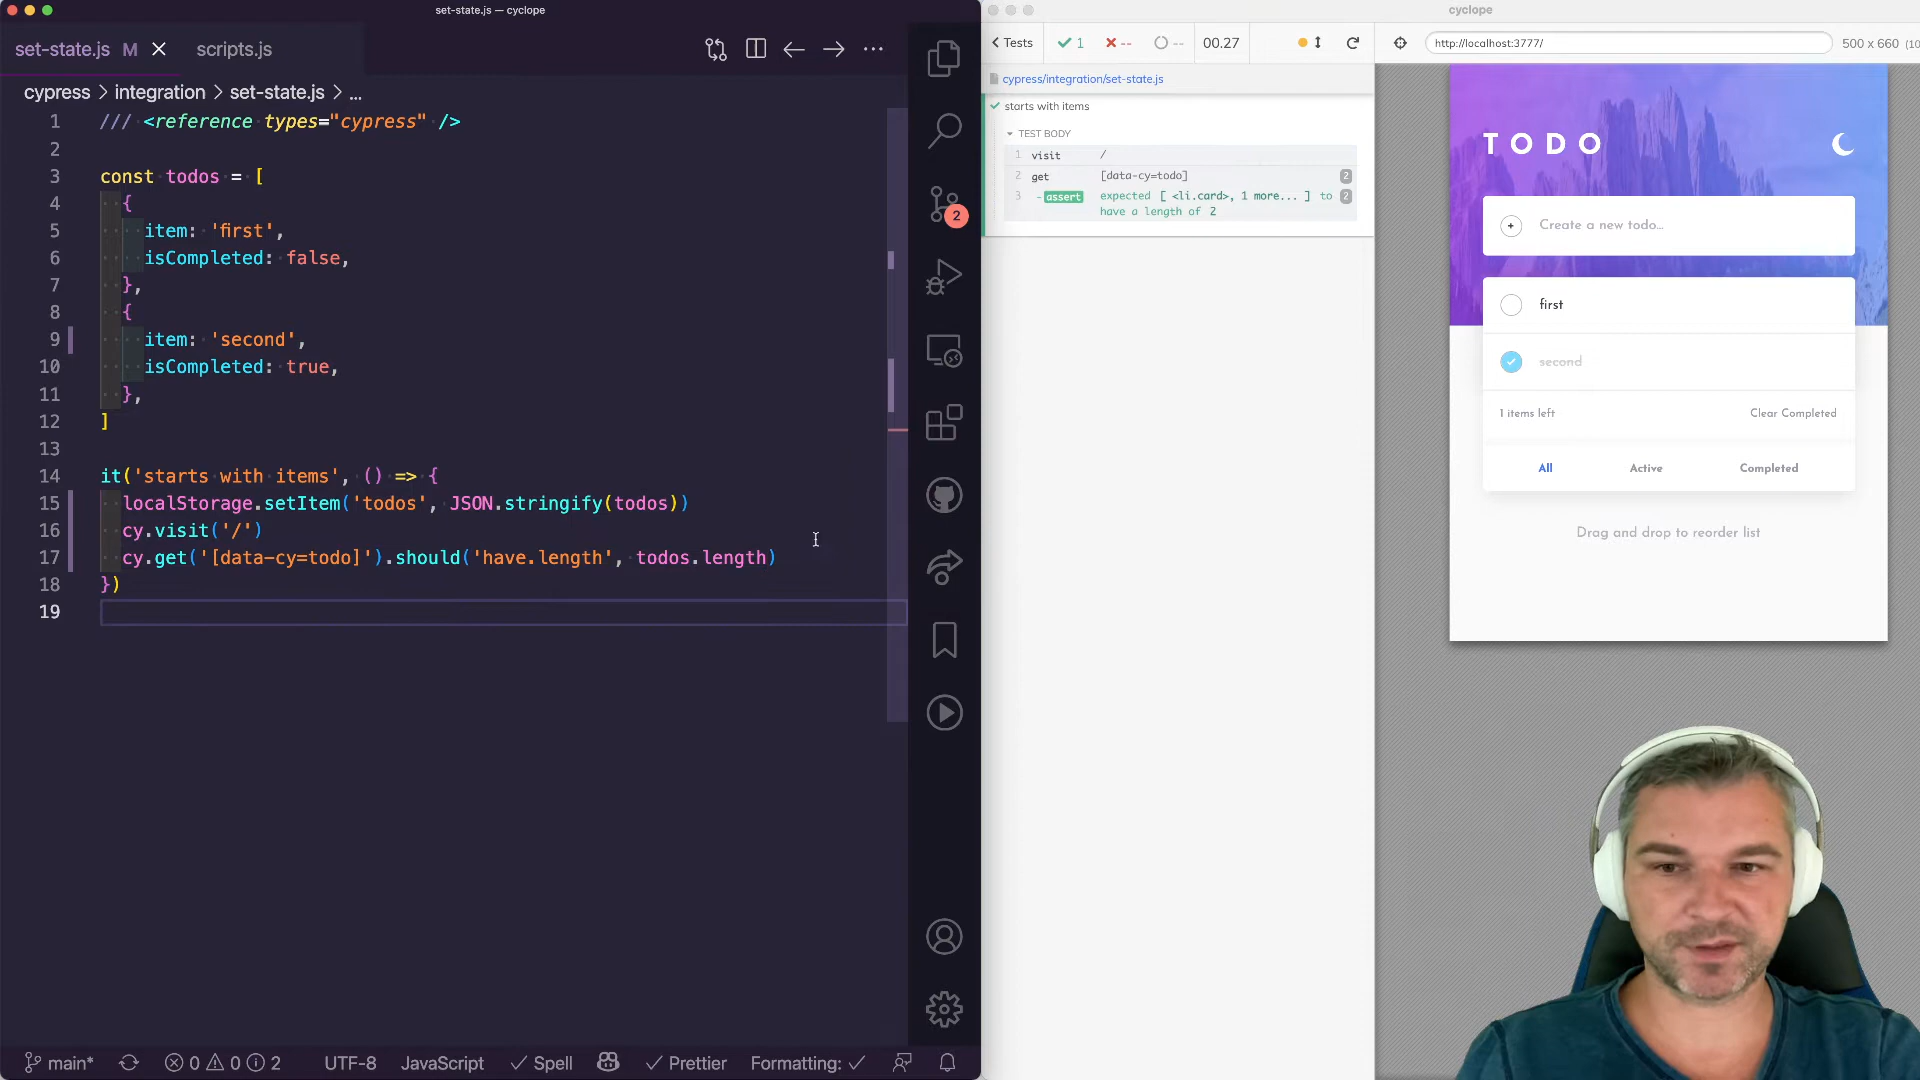 set-state.js — cyclope
set-state.js M
scripts.js
cypress > integration > set-state.js > ...
1 /// <reference types="cypress" />
2
3 const todos = [
4 {
5 item: 'first',
6 isCompleted: false,
7 },
8 {
9 item: 'second',
10 isCompleted: true,
11 },
12 ]
13
14 it('starts with items', () => {
15 localStorage.setItem('todos', JSON.stringify(todos))
16 cy.visit('/')
17 cy.get('[data-cy=todo]').should('have.length', todos.length)
18 })
19
2
main*
0 0 2
UTF-8
JavaScript
Spell
Prettier
Formatting:
cyclope
Tests
1
--
--
00.27
http://localhost:3777/
500 x 660 (10
cypress/integration/set-state.js
starts with items
TEST BODY
1 visit /
2 get [data-cy=todo] 2
3 -assert expected [ <li.card>, 1 more... ] to 2
have a length of 2
TODO
Create a new todo...
first
second
1 items left
Clear Completed
All
Active
Completed
Drag and drop to reorder list